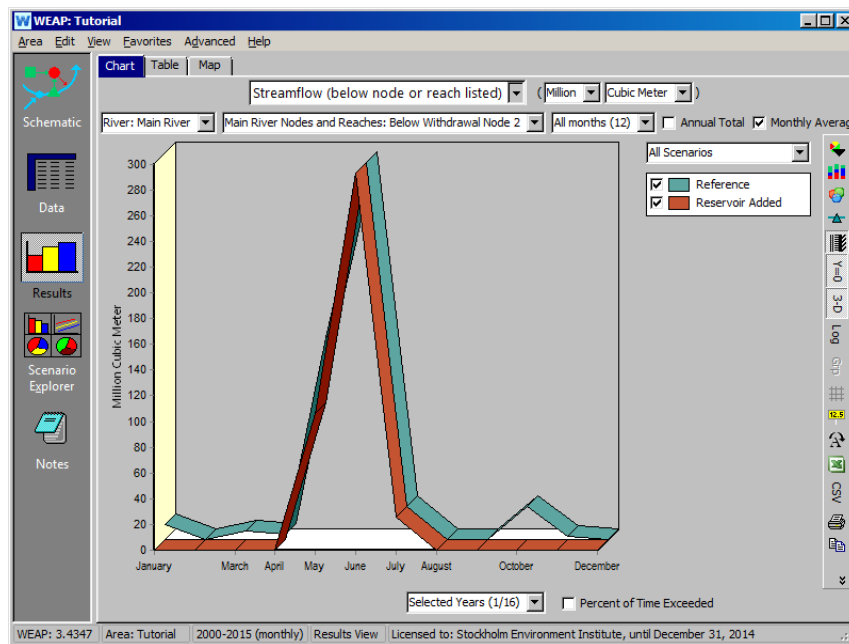 WEAP: Tutorial
Area Edit View Favorites Advanced Help
Chart Table Map
Streamflow (below node or reach listed) ( Million Cubic Meter )
River: Main River Main River Nodes and Reaches: Below Withdrawal Node 2 All months (12) Annual Total Monthly Average
Schematic
Data
Results
Scenario
Explorer
Notes
All Scenarios
Reference
Reservoir Added
Million Cubic Meter
300
280
260
240
220
200
180
160
140
120
100
80
60
40
20
0
January March April May June July August October December
Y=0
3-D
Log
Grp
12.5
CSV
Selected Years (1/16) Percent of Time Exceeded
WEAP: 3.4347 Area: Tutorial 2000-2015 (monthly) Results View Licensed to: Stockholm Environment Institute, until December 31, 2014